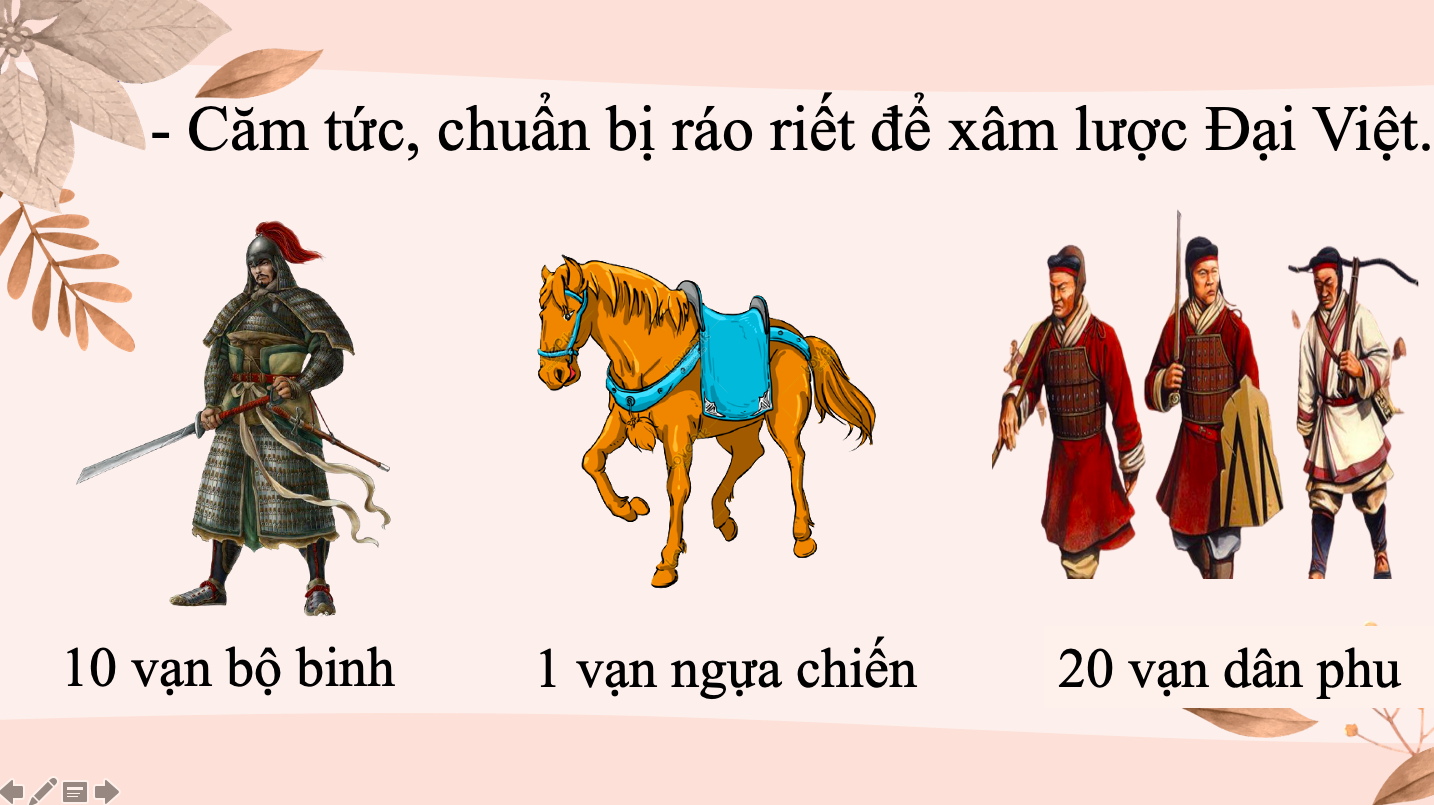 - Căm tức, chuẩn bị ráo riết để xâm lược Đại Việt.
10 vạn bộ binh
1 vạn ngựa chiến
20 vạn dân phu